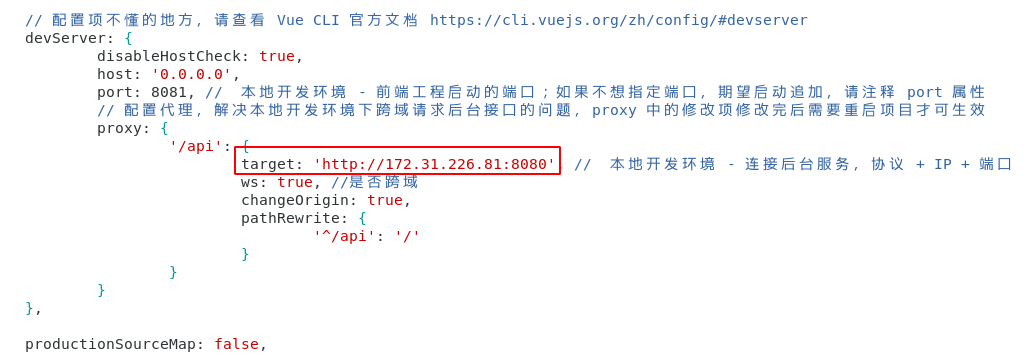 // 配置项不懂的地方, 请查看 Vue CLI 官方文档 https://cli.vuejs.org/zh/config/#devserver
devServer: {
disableHostCheck: true,
host: '0.0.0.0',
port: 8081, // 本地开发环境 - 前端工程启动的端口；如果不想指定端口, 期望启动追加, 请注释 port 属性
// 配置代理, 解决本地开发环境下跨域请求后台接口的问题, proxy 中的修改项修改完后需要重启项目才可生效
proxy: {
'/api': {
target: 'http://172.31.226.81:8080', // 本地开发环境 - 连接后台服务, 协议 + IP + 端口
ws: true, //是否跨域
changeOrigin: true,
pathRewrite: {
'^/api': '/'
}
}
}
},
productionSourceMap: false,